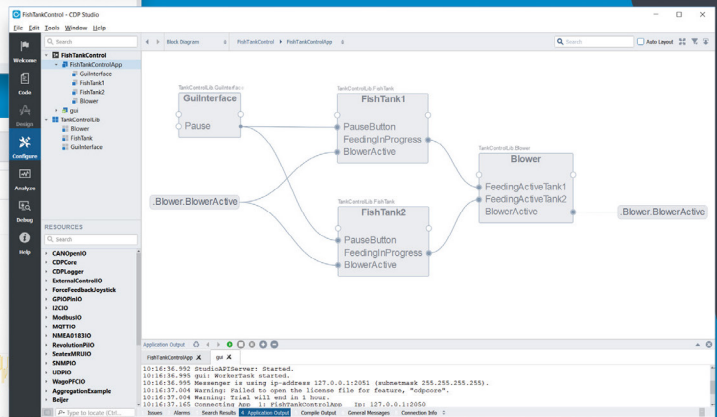 FishTankControl - CDP Studio
File Edit Tools Window Help
Search
Block Diagram
FishTankControl
FishTankControlApp
Search
Auto Layout
Welcome
Code
Design
Configure
Analyze
Debug
Help
FishTankControl
FishTankControlApp
GuiInterface
FishTank1
FishTank2
Blower
gui
TankControlLib
Blower
FishTank
GuiInterface
TankControlLib.GuiInterface
GuiInterface
Pause
TankControlLib.FishTank
FishTank1
PauseButton
FeedingInProgress
BlowerActive
.Blower.BlowerActive
TankControlLib.FishTank
FishTank2
PauseButton
FeedingInProgress
BlowerActive
TankControlLib.Blower
Blower
FeedingActiveTank1
FeedingActiveTank2
BlowerActive
.Blower.BlowerActive
RESOURCES
Search
CANOpenIO
CDPCore
CDPLogger
ExternalControlIO
ForceFeedbackJoystick
GPIOPinIO
I2CIO
ModbusIO
MQTTIO
NMEA0183IO
RevolutionPiIO
SeatexMRUIO
SNMPIO
UDPIO
WagoPFCIO
AggregationExample
Beijer
Application Output
FishTankControlApp
gui
10:16:36.992 StudioAPIServer: Started.
10:16:36.995 gui: WorkerTask started.
10:16:36.995 Messenger is using ip-address 127.0.0.1:2051 (subnetmask 255.255.255.255).
10:16:37.004 Warning: Failed to open the license file for feature, "cdpcore".
10:16:37.004 Warning: Trial will end in 1 hour.
10:16:37.165 Connecting App 1: FishTankControlApp ip: 127.0.0.1:2050
Type to locate (Ctrl...
Issues
Alarms
Search Results
4 Application Output
Compile Output
General Messages
Connection Info